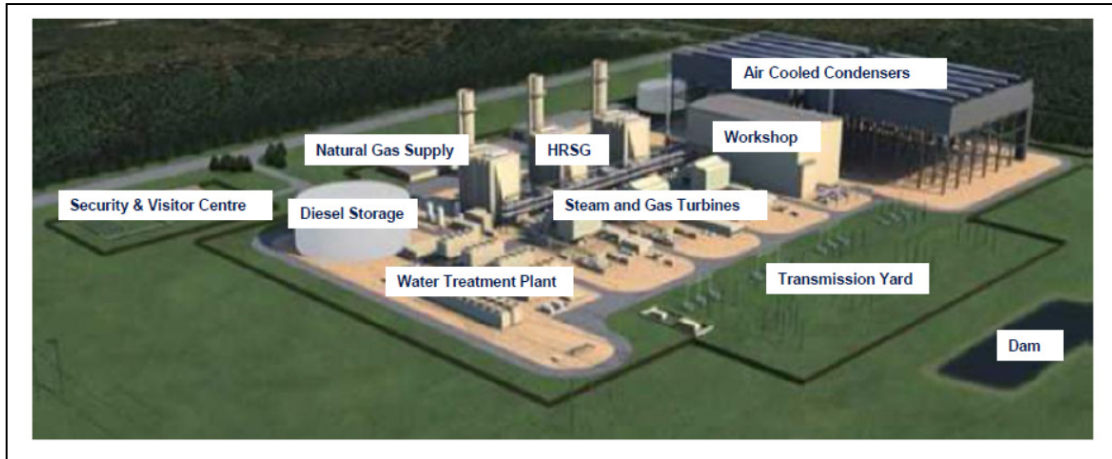 Air Cooled Condensers
Natural Gas Supply
HRSG
Workshop
Security & Visitor Centre
Diesel Storage
Steam and Gas Turbines
Water Treatment Plant
Transmission Yard
Dam